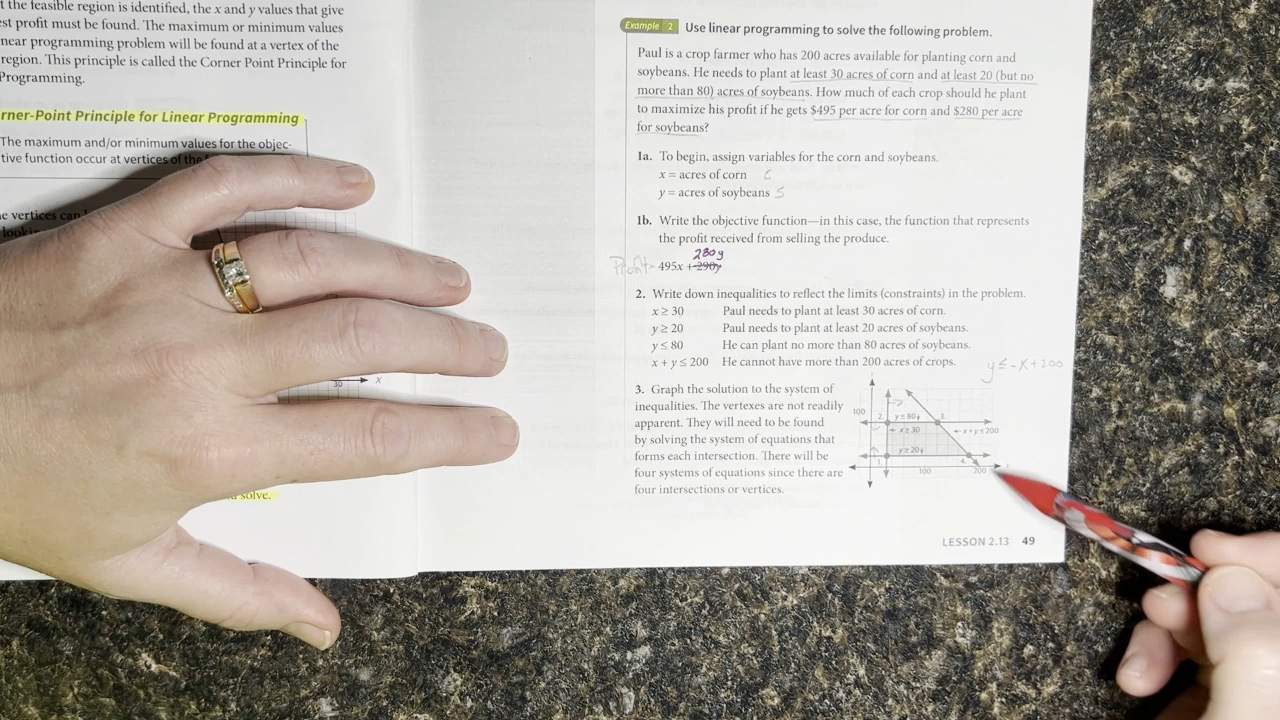 t the feasible region is identified, the x and y values that give
est profit must be found. The maximum or minimum values
near programming problem will be found at a vertex of the
region. This principle is called the Corner Point Principle for
Programming.
rner-Point Principle for Linear Programming
The maximum and/or minimum values for the objec-
tive function occur at vertices of the
e vertices can
30 x
solve.
Example 2 Use linear programming to solve the following problem.
Paul is a crop farmer who has 200 acres available for planting corn and
soybeans. He needs to plant at least 30 acres of corn and at least 20 (but no
more than 80) acres of soybeans. How much of each crop should he plant
to maximize his profit if he gets $495 per acre for corn and $280 per acre
for soybeans?
1a. To begin, assign variables for the corn and soybeans.
x = acres of corn C
y = acres of soybeans S
1b. Write the objective function—in this case, the function that represents
the profit received from selling the produce.
280y
Profit = 495x + 290y
2. Write down inequalities to reflect the limits (constraints) in the problem.
x ≥ 30 Paul needs to plant at least 30 acres of corn.
y ≥ 20 Paul needs to plant at least 20 acres of soybeans.
y ≤ 80 He can plant no more than 80 acres of soybeans.
x + y ≤ 200 He cannot have more than 200 acres of crops.
y ≤ -x + 200
3. Graph the solution to the system of
inequalities. The vertexes are not readily
apparent. They will need to be found
by solving the system of equations that
forms each intersection. There will be
four systems of equations since there are
four intersections or vertices.
100 2. y ≤ 80 3.
x ≥ 30 x + y ≤ 200
y ≥ 20
1. 4.
100 200
LESSON 2.13 49